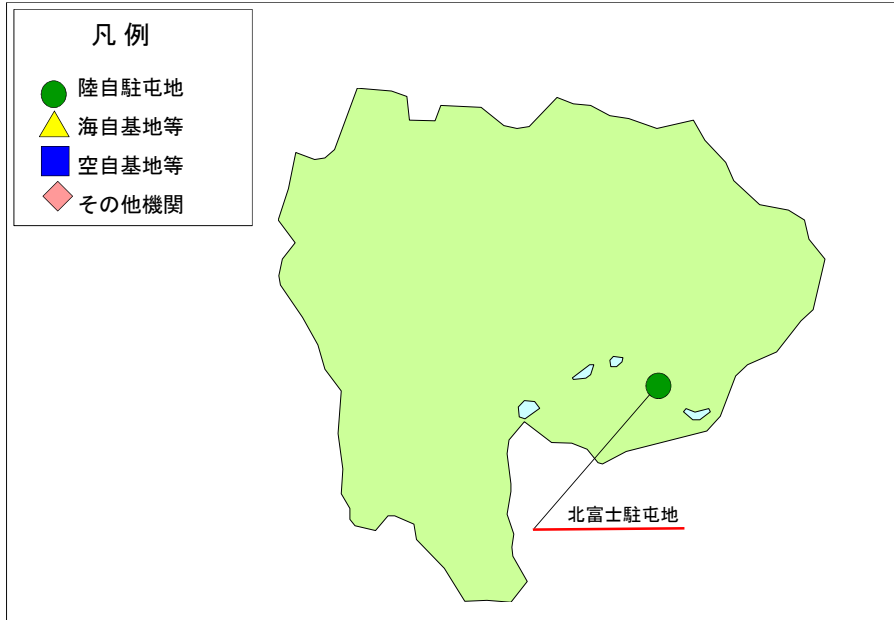 凡例
陸自駐屯地
海自基地等
空自基地等
その他機関
北富士駐屯地